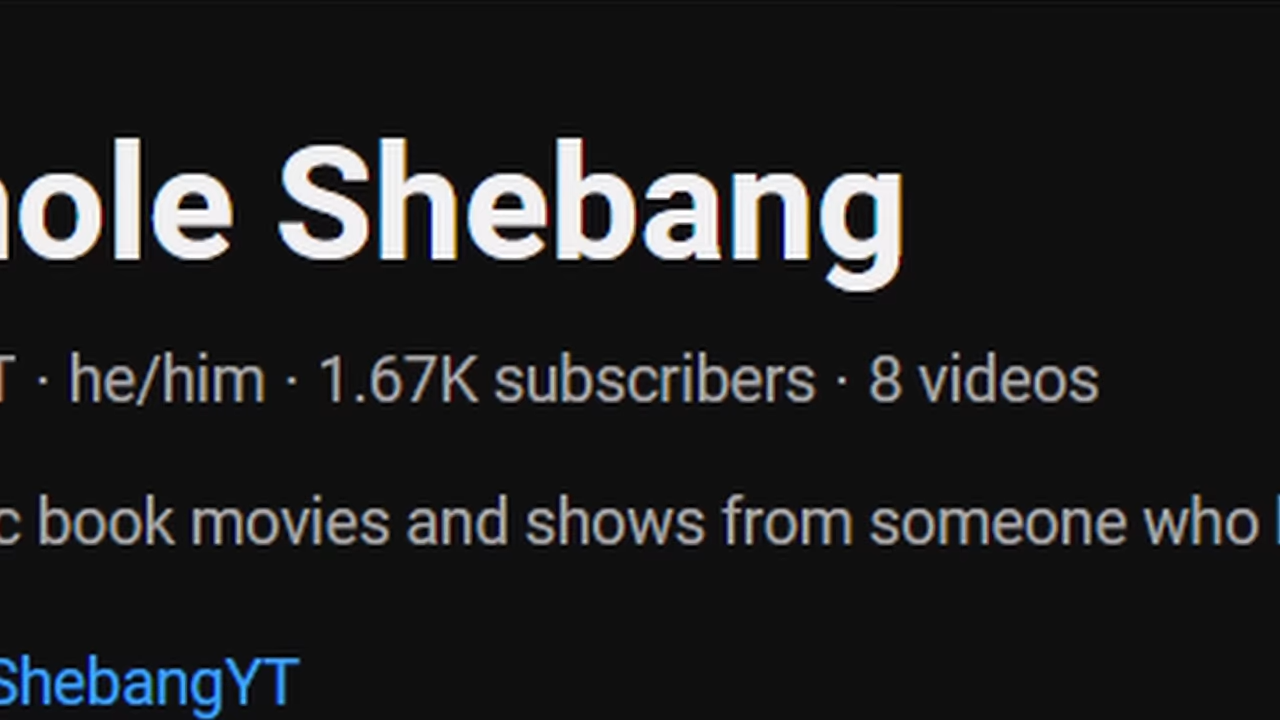 hole Shebang
T · he/him · 1.67K subscribers · 8 videos
c book movies and shows from someone who
ShebangYT